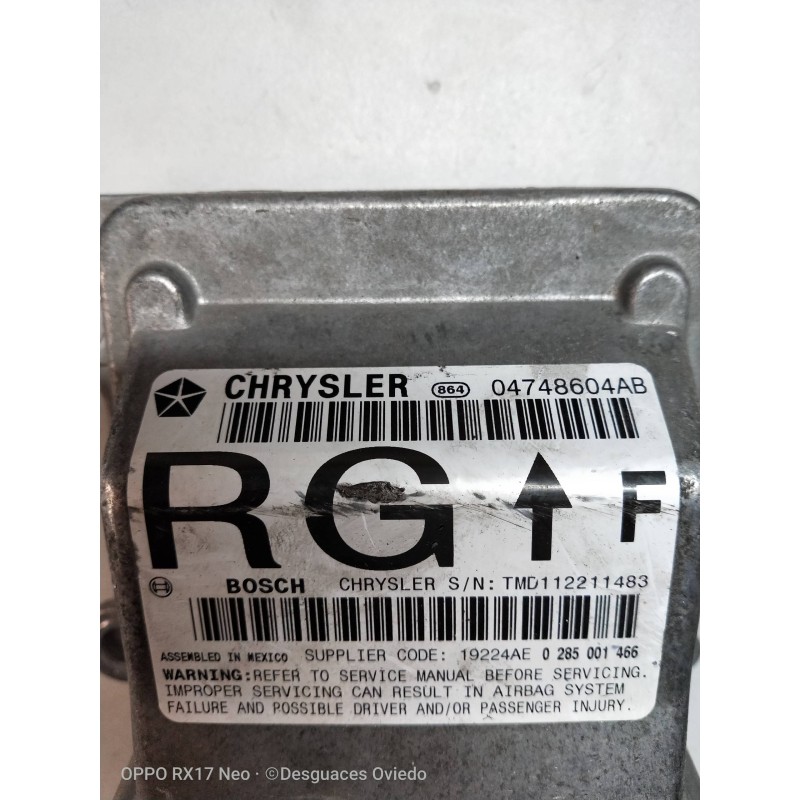 CHRYSLER 864 04748604AB
RG F
BOSCH CHRYSLER S/N: TMD112211483
ASSEMBLED IN MEXICO SUPPLIER CODE: 19224AE 0 285 001 466
WARNING: REFER TO SERVICE MANUAL BEFORE SERVICING.
IMPROPER SERVICING CAN RESULT IN AIRBAG SYSTEM
FAILURE AND POSSIBLE DRIVER AND/OR PASSENGER INJURY.
OPPO RX17 Neo · ©Desguaces Oviedo